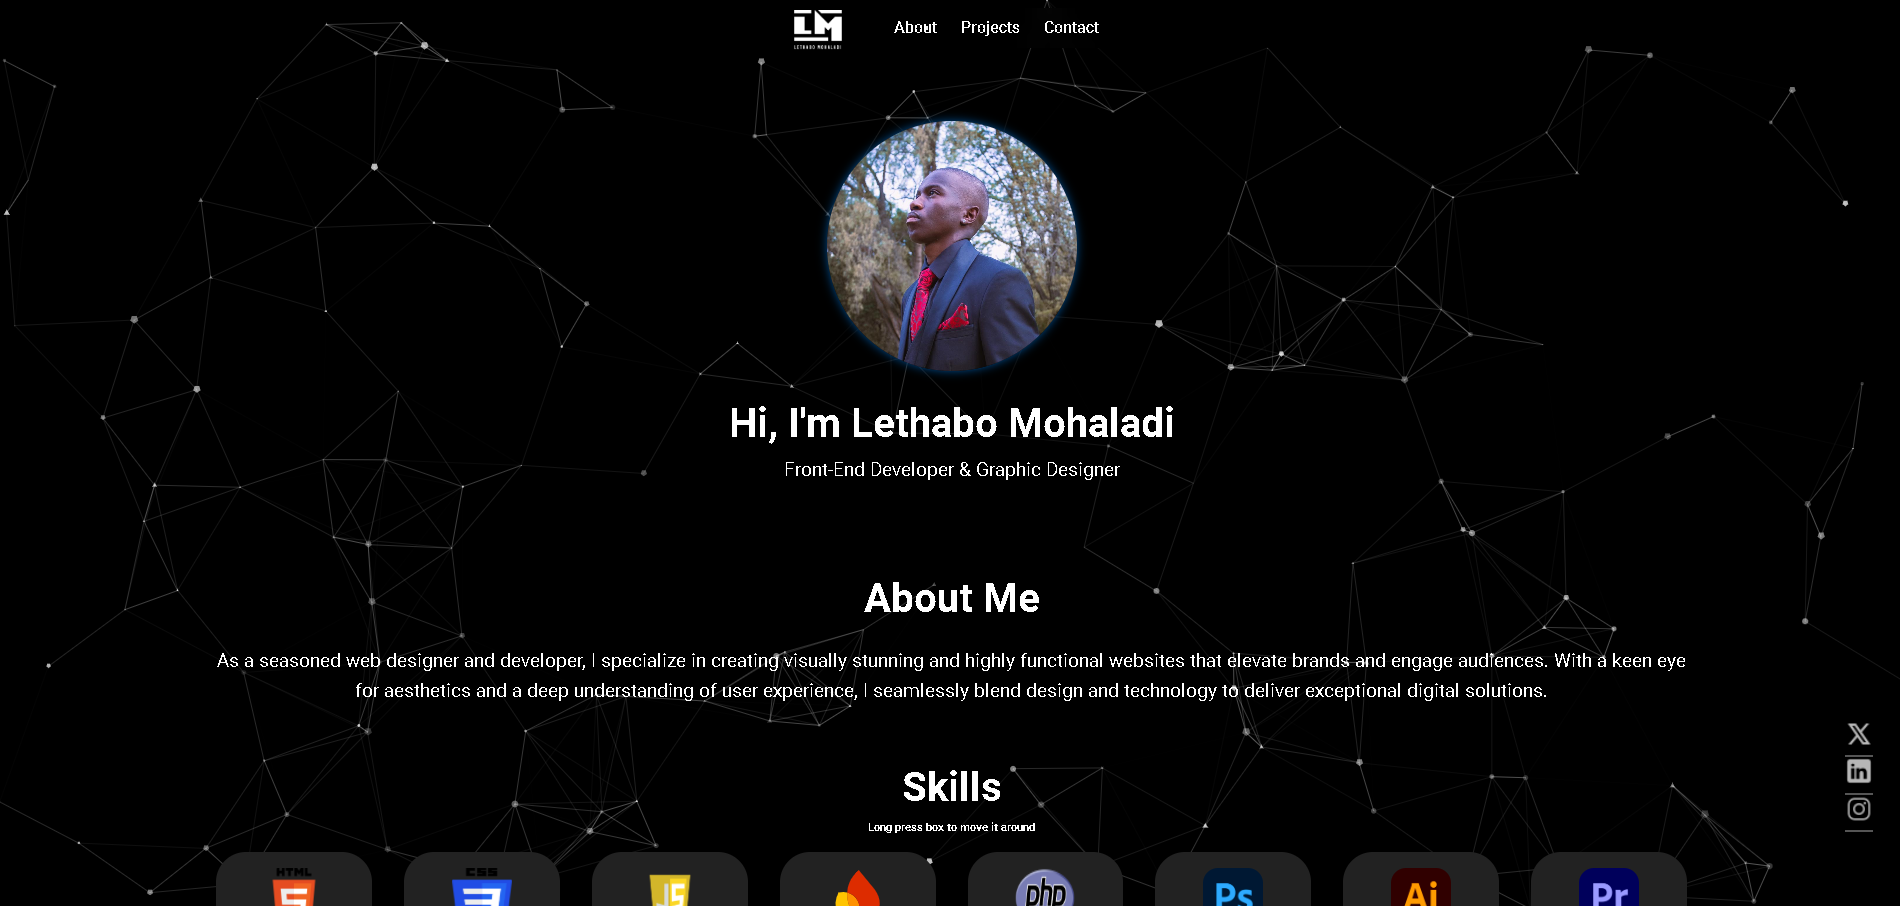 LM
LETHABO MOHALADI
About Projects Contact
Hi, I'm Lethabo Mohaladi
Front-End Developer & Graphic Designer
About Me
As a seasoned web designer and developer, I specialize in creating visually stunning and highly functional websites that elevate brands and engage audiences. With a keen eye
for aesthetics and a deep understanding of user experience, I seamlessly blend design and technology to deliver exceptional digital solutions.
X
in
Skills
Long press box to move it around
HTML CSS JS php Ps Ai Pr